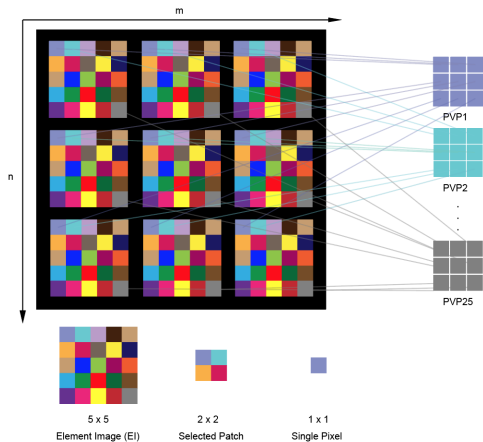 m
n
PVP1
PVP2
.
.
.
PVP25
5 x 5
2 x 2
1 x 1
Element Image (EI)
Selected Patch
Single Pixel